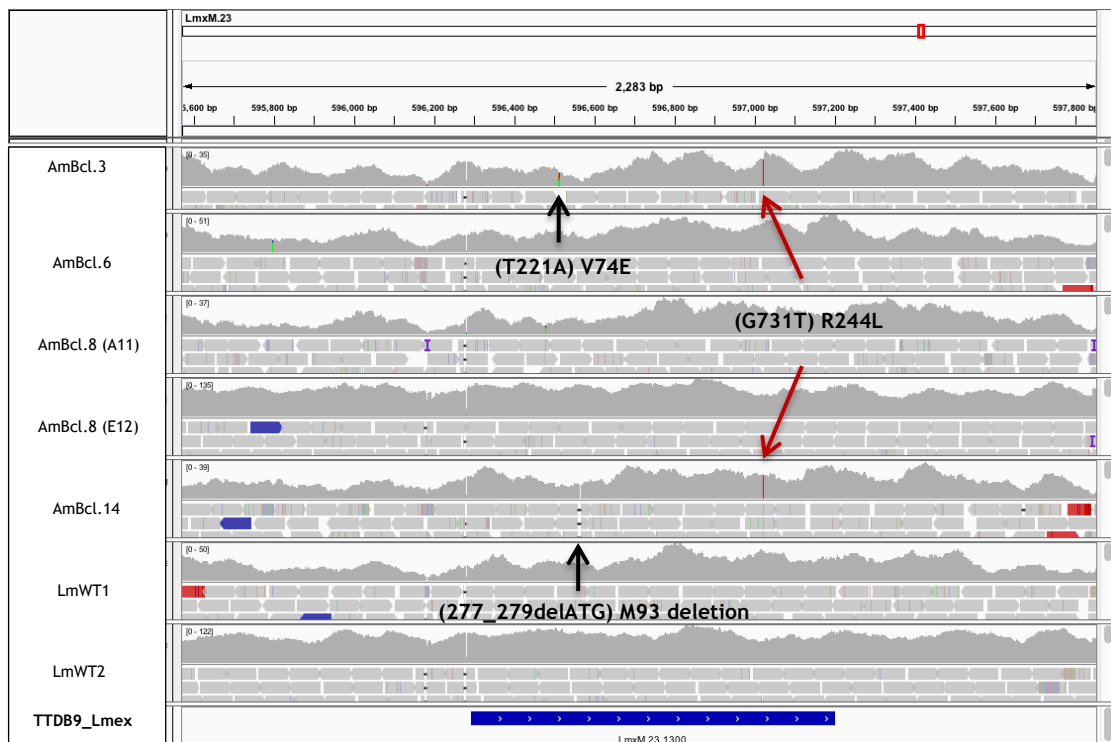 LmxM.23
2,283 bp
5,600 bp 595,800 bp 596,000 bp 596,200 bp 596,400 bp 596,600 bp 596,800 bp 597,000 bp 597,200 bp 597,400 bp 597,600 bp 597,800 bp
AmBcl.3
[0 - 35]
AmBcl.6
[0 - 51]
(T221A) V74E
AmBcl.8 (A11)
[0 - 37]
(G731T) R244L
AmBcl.8 (E12)
[0 - 135]
AmBcl.14
[0 - 39]
LmWT1
[0 - 50]
(277_279delATG) M93 deletion
LmWT2
[0 - 122]
TTDB9_Lmex
LmxM.23.1300